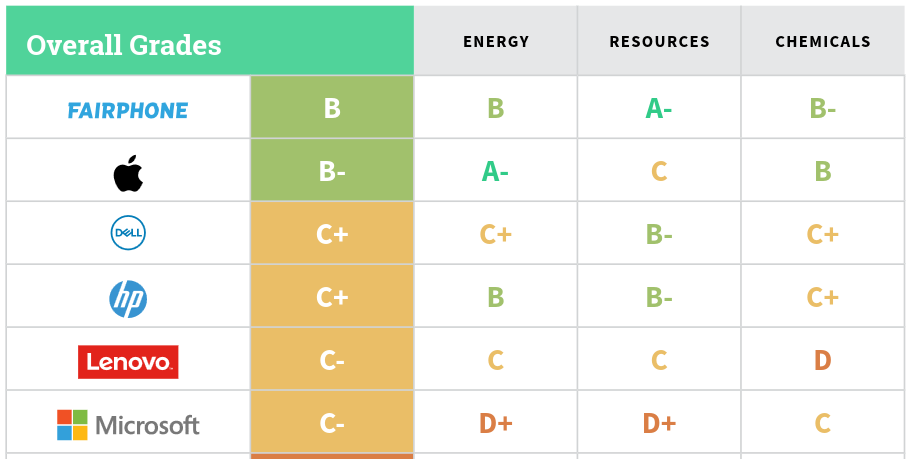 Overall Grades ENERGY RESOURCES CHEMICALS
FAIRPHONE B B A- B-
B- A- C B
DELL C+ C+ B- C+
hp C+ B B- C+
Lenovo C- C C D
Microsoft C- D+ D+ C